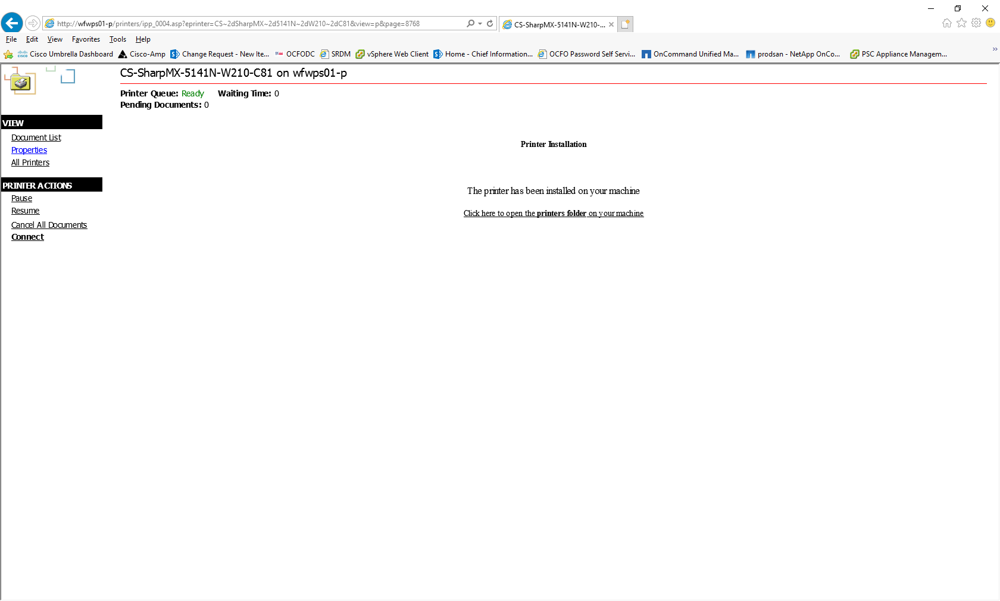 http://wfwps01-p/printers/ipp_0004.asp?eprinter=CS~2dSharpMX~2d5141N~2dW210~2dC81&view=p&page=8768
CS-SharpMX-5141N-W210-...
File Edit View Favorites Tools Help
Cisco Umbrella Dashboard Cisco-Amp Change Request - New Ite... OCFODC SRDM vSphere Web Client Home - Chief Information... OCFO Password Self Servi... OnCommand Unified Ma... prodsan - NetApp OnCo... PSC Appliance Managem... »
CS-SharpMX-5141N-W210-C81 on wfwps01-p
Printer Queue: Ready Waiting Time: 0
Pending Documents: 0
VIEW
Document List
Properties
All Printers
PRINTER ACTIONS
Pause
Resume
Cancel All Documents
Connect
Printer Installation
The printer has been installed on your machine
Click here to open the printers folder on your machine